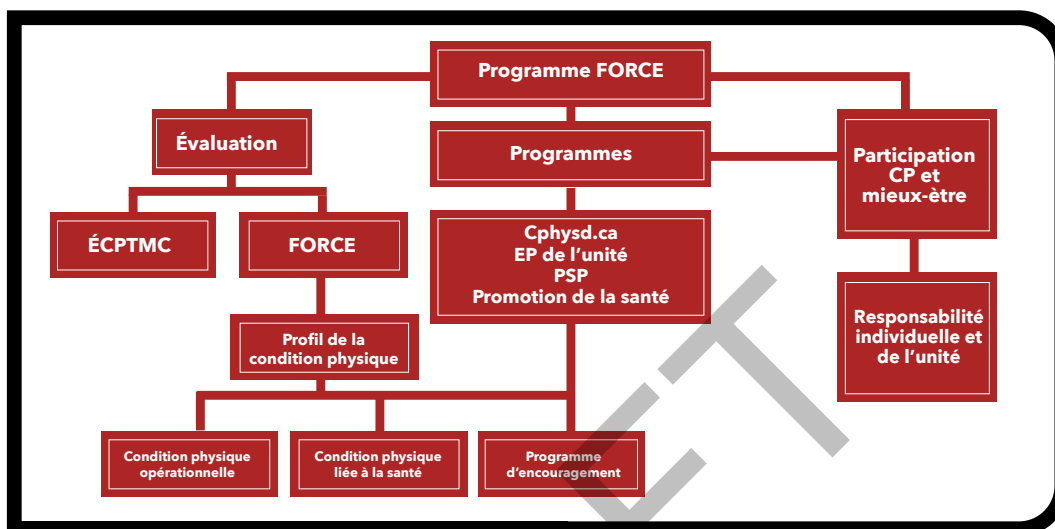 Programme FORCE
Évaluation
Programmes
Participation
CP et
mieux-ètre
ÉCPTMC
FORCE
Cphysd.ca
EP de l’unité
PSP
Promotion de la santé
Responsabilité
individuelle et
de l’unité
Profil de la
condition physique
Condition physique
opérationnelle
Condition physique
liée à la santé
Programme
d’encouragement
ET